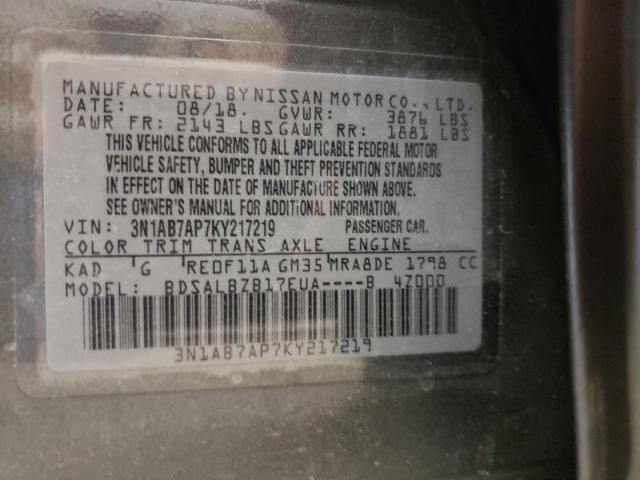 MANUFACTURED BY NISSAN MOTOR CO., LTD.
DATE: 08/18. GVWR: 3876 LBS
GAWR FR: 2143 LBS GAWR RR: 1881 LBS
THIS VEHICLE CONFORMS TO ALL APPLICABLE FEDERAL MOTOR
VEHICLE SAFETY, BUMPER AND THEFT PREVENTION STANDARDS
IN EFFECT ON THE DATE OF MANUFACTURE SHOWN ABOVE.
SEE OWNER'S MANUAL FOR ADDITIONAL INFORMATION.
VIN: 3N1AB7AP7KY217219 PASSENGER CAR.
COLOR TRIM TRANS AXLE ENGINE
KAD G RE0F11A GM35 MRA8DE 1798 CC
MODEL: BDSALBZB17EUA----B 4Z000
3N1AB7AP7KY217219